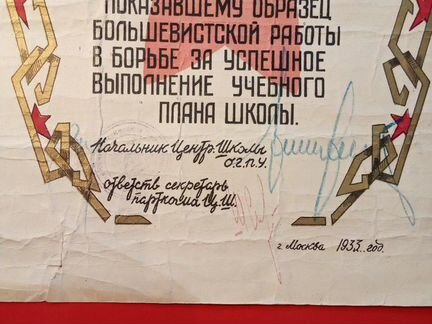 ПОКАЗАВШЕМУ ОБРАЗЕЦ
БОЛЬШЕВИСТСКОЙ РАБОТЫ
В БОРЬБЕ ЗА УСПЕШНОЕ
ВЫПОЛНЕНИЕ УЧЕБНОГО
ПЛАНА ШКОЛЫ.
Начальник Центр. Школы
О.Г.П.У.
ответств секретарь
парткома Ц.Ш.
г. Москва 1933. год.